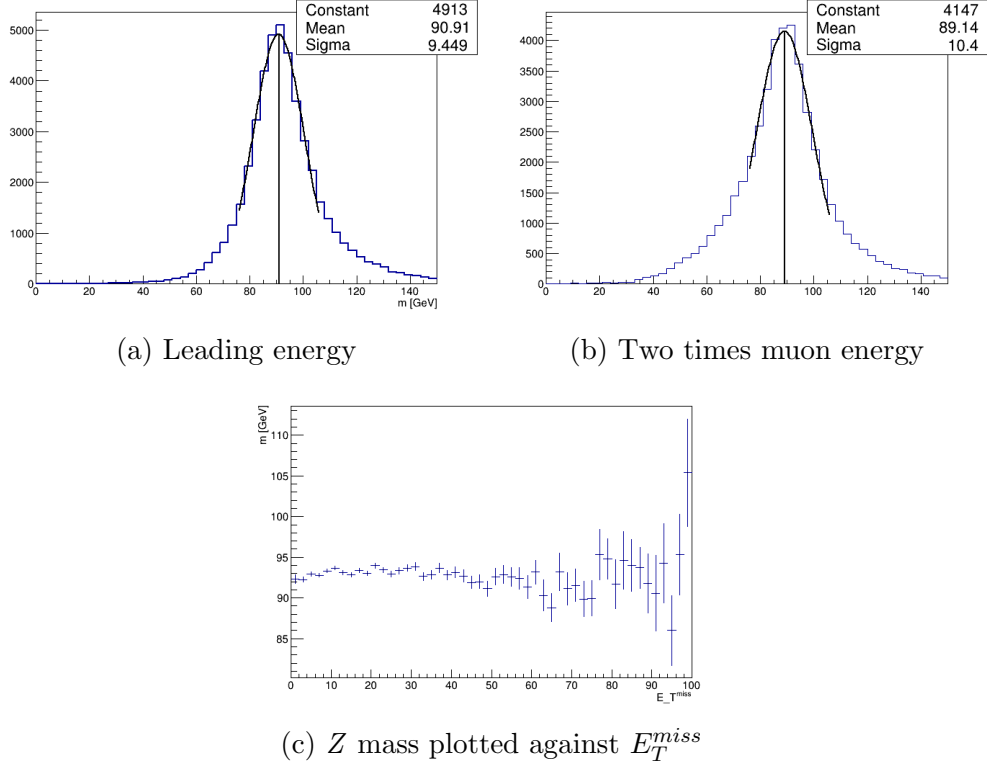 Constant 4913
Mean 90.91
Sigma 9.449
5000
4000
3000
2000
1000
0
0 20 40 60 80 100 120 140
m [GeV]
(a) Leading energy
Constant 4147
Mean 89.14
Sigma 10.4
4000
3500
3000
2500
2000
1500
1000
500
0
0 20 40 60 80 100 120 140
(b) Two times muon energy
m [GeV]
110
105
100
95
90
85
0 10 20 30 40 50 60 70 80 90 100
E_T^miss
(c) Z mass plotted against E_T^{miss}